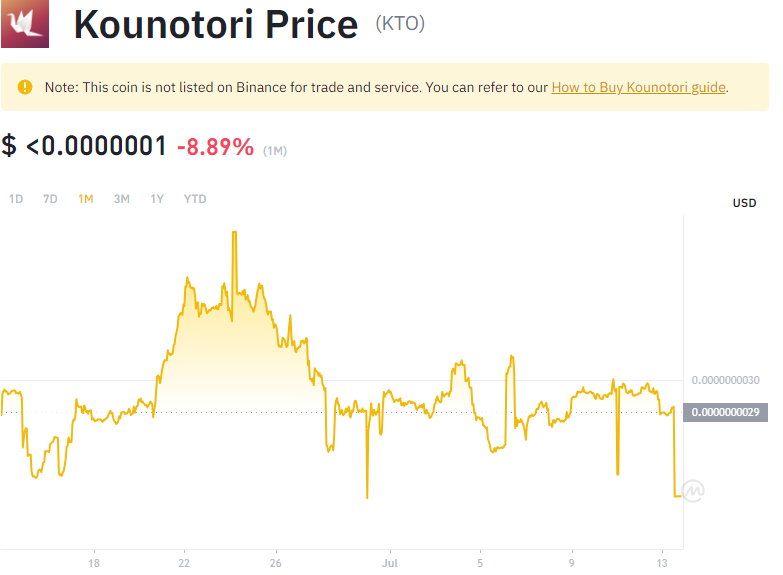 Kounotori Price (KTO)
Note: This coin is not listed on Binance for trade and service. You can refer to our How to Buy Kounotori guide.
$ <0.0000001 -8.89% (1M)
1D 7D 1M 3M 1Y YTD
USD
0.0000000030
0.0000000029
18 22 26 Jul 5 9 13